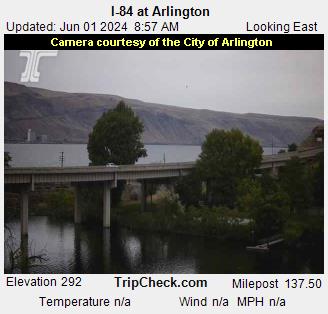 I-84 at Arlington
Updated: Jun 01 2024 8:57 AM Looking East
Camera courtesy of the City of Arlington
Elevation 292 TripCheck.com Milepost 137.50
Temperature n/a Wind n/a MPH n/a